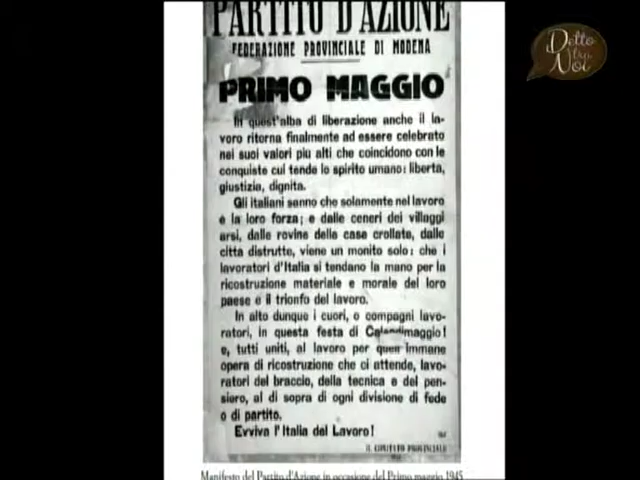 PARTITO D'AZIONE
FEDERAZIONE PROVINCIALE DI MODENA
PRIMO MAGGIO
In quest'alba di liberazione anche il la-
voro ritorna finalmente ad essere celebrato
nei suoi valori più alti che coincidono con le
conquiste cui tende lo spirito umano: libertà,
giustizia, dignità.
Gli italiani sanno che solamente nel lavoro
è la loro forza; e dalle ceneri dei villaggi
arsi, dalle rovine delle case crollate, dalle
città distrutte, viene un monito solo: che i
lavoratori d'Italia si tendano la mano per la
ricostruzione materiale e morale del loro
paese e il trionfo del lavoro.
In alto dunque i cuori, o compagni lavo-
ratori, in questa festa di Calendimaggio!
e, tutti uniti, al lavoro per quell'immane
opera di ricostruzione che ci attende, lavo-
ratori del braccio, della tecnica e del pen-
siero, al di sopra di ogni divisione di fede
o di partito.
Evviva l'Italia del Lavoro!
IL COMITATO PROVINCIALE
Manifesto del Partito d'Azione in occasione del Primo maggio 1945
Detto
tra
Noi